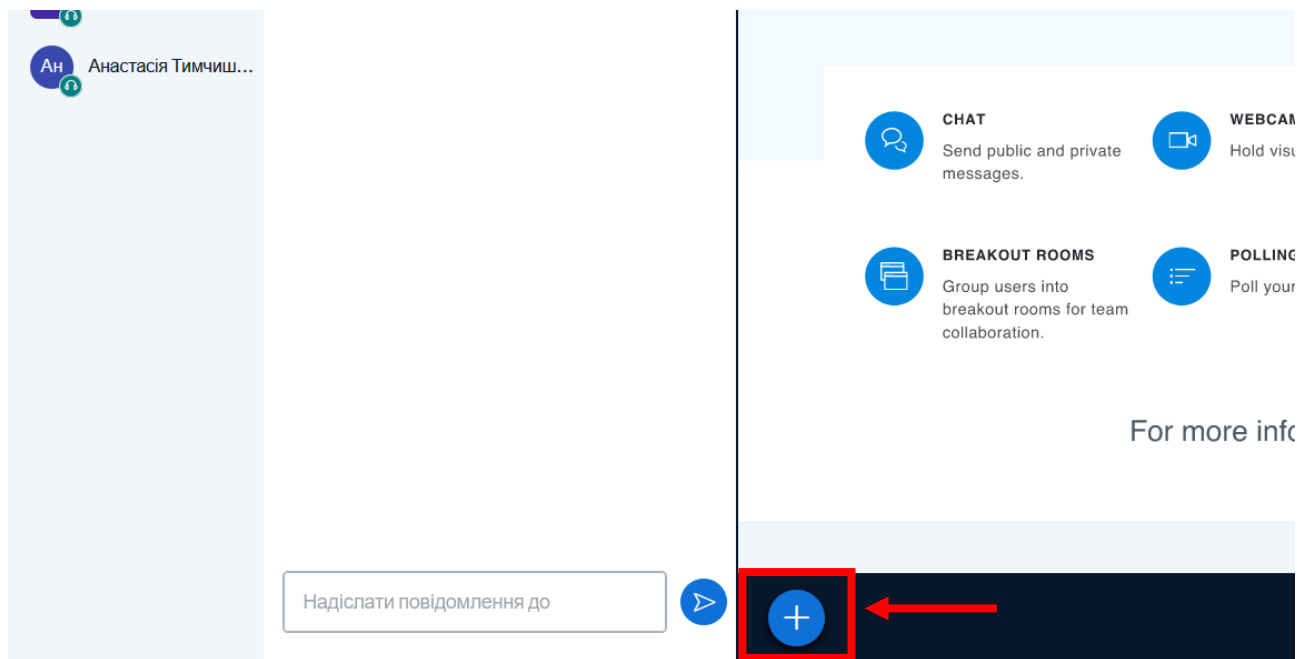 Ан
Анастасія Тимчиш...
CHAT
Send public and private
messages.
WEBCAM
Hold visu
BREAKOUT ROOMS
Group users into
breakout rooms for team
collaboration.
POLLING
Poll your
For more info
Надіслати повідомлення до